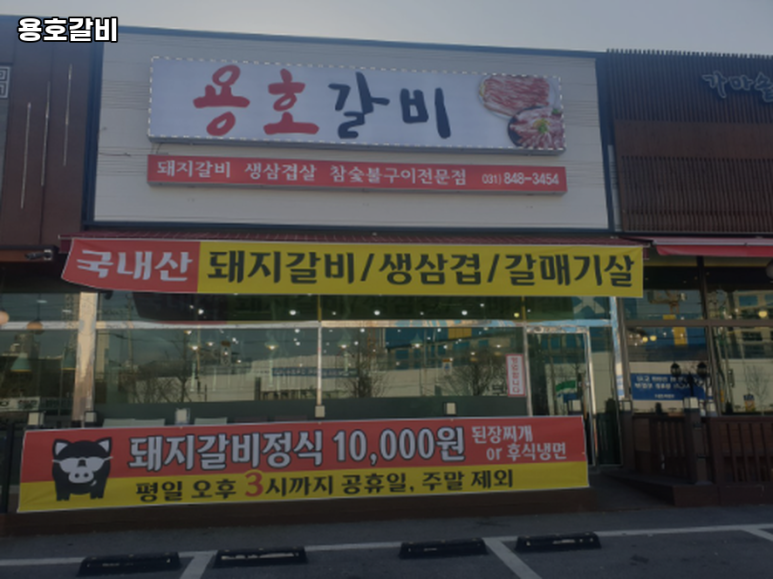 용호갈비
용호갈비
가마솥
돼지갈비 생삼겹살 참숯불구이전문점 031) 848-3454
국내산 돼지갈비/생삼겹/갈매기살
돼지갈비정식 10,000원 된장찌개
or 후식냉면
평일 오후 3시까지 공휴일, 주말 제외